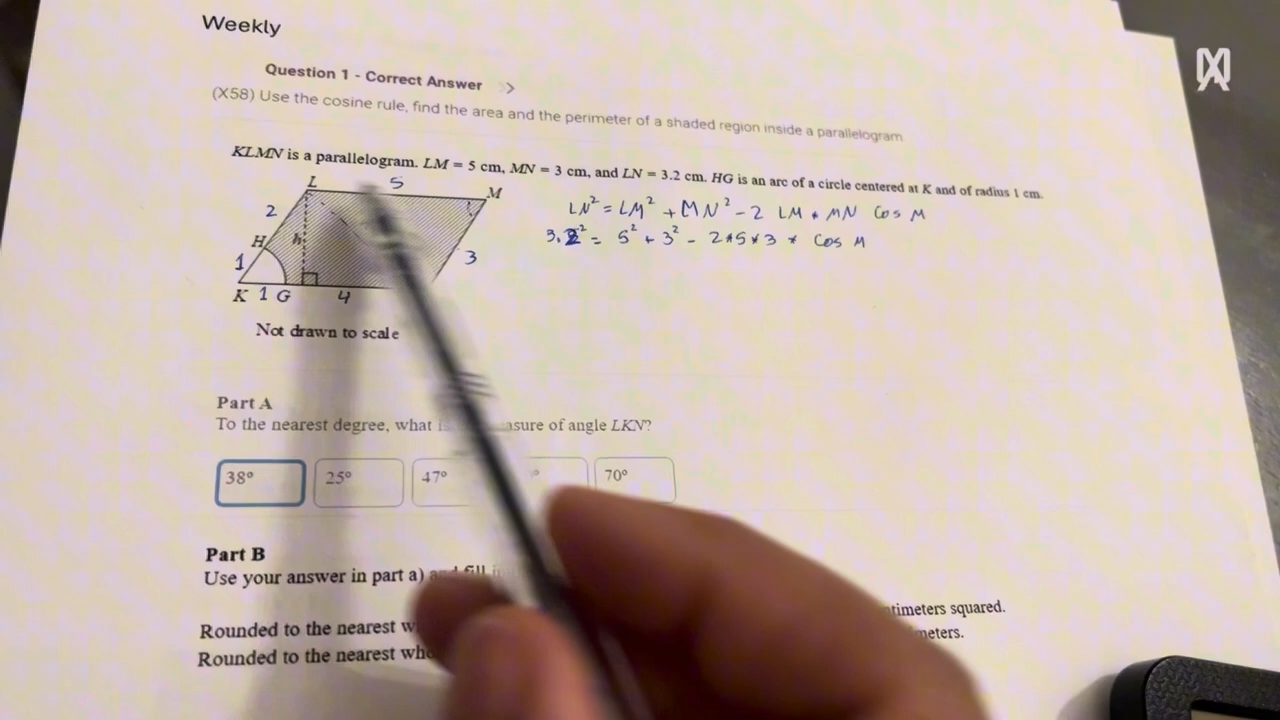 Weekly
Question 1 - Correct Answer >
(X58) Use the cosine rule, find the area and the perimeter of a shaded region inside a parallelogram
KLMN is a parallelogram. LM = 5 cm, MN = 3 cm, and LN = 3.2 cm. HG is an arc of a circle centered at K and of radius 1 cm.
L 5 M
2
H h
1 3
K 1 G 4
LN² = LM² + MN² - 2 LM * MN Cos M
3.2² = 5² + 3² - 2*5*3 * Cos M
Not drawn to scale
Part A
To the nearest degree, what is asure of angle LKN?
38° 25° 47° ° 70°
Part B
Use your answer in part a) and fill
timeters squared.
Rounded to the nearest
meters.
Rounded to the nearest